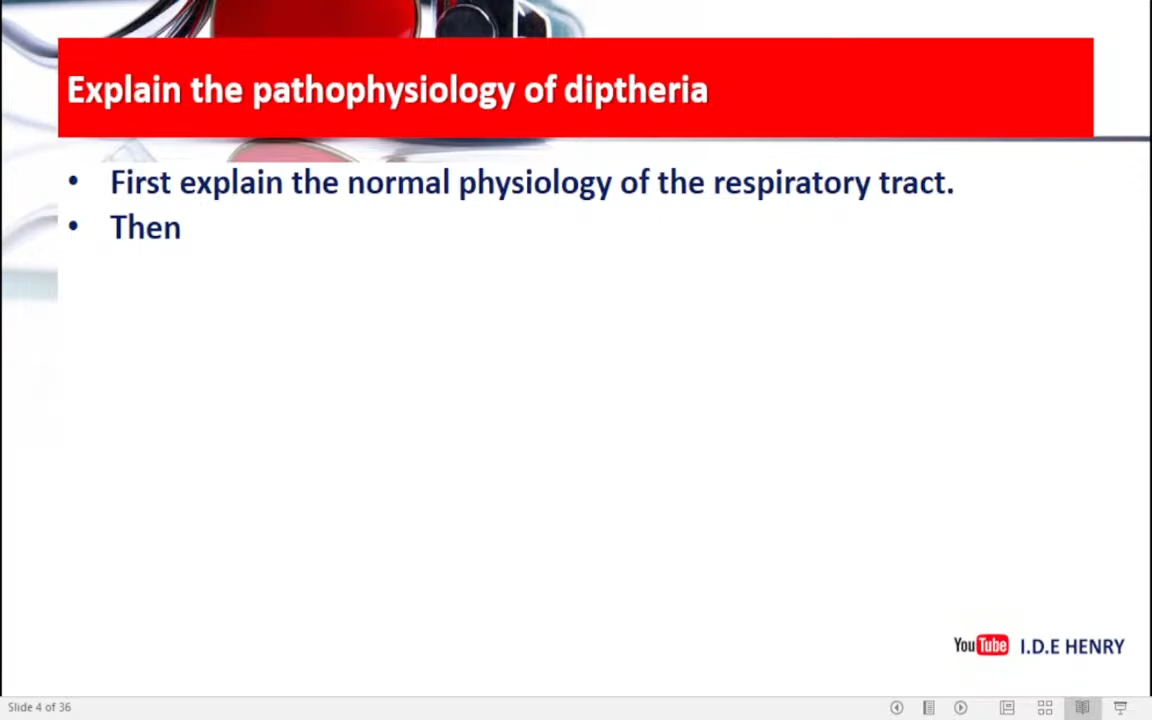 Explain the pathophysiology of diptheria
• First explain the normal physiology of the respiratory tract.
• Then
YouTube I.D.E HENRY
Slide 4 of 36